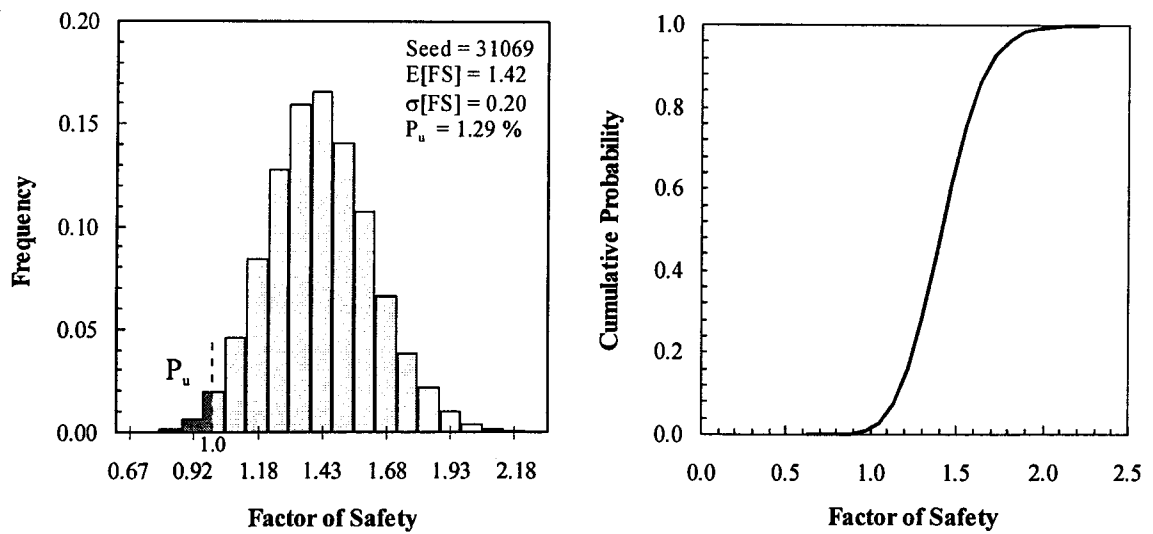 0.20
0.15
0.10
0.05
0.00
Frequency
Seed = 31069
E[FS] = 1.42
σ[FS] = 0.20
Pu = 1.29 %
Pu
1.0
0.67 0.92 1.18 1.43 1.68 1.93 2.18
Factor of Safety
1.0
0.8
0.6
0.4
0.2
0.0
Cumulative Probability
0.0 0.5 1.0 1.5 2.0 2.5
Factor of Safety